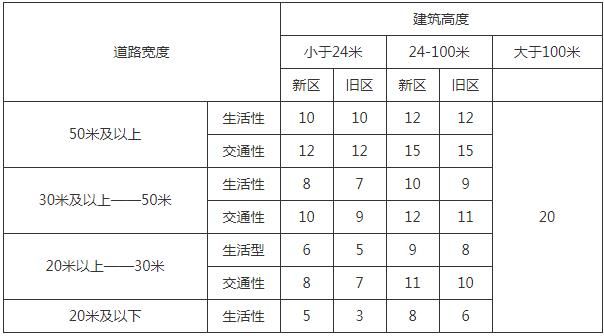 道路宽度 建筑高度
小于24米 24-100米 大于100米
新区 旧区 新区 旧区
50米及以上 生活性 10 10 12 12 20
交通性 12 12 15 15
30米及以上——50米 生活性 8 7 10 9
交通性 10 9 12 11
20米以上——30米 生活型 6 5 9 8
交通性 8 7 11 10
20米及以下 生活性 5 3 8 6